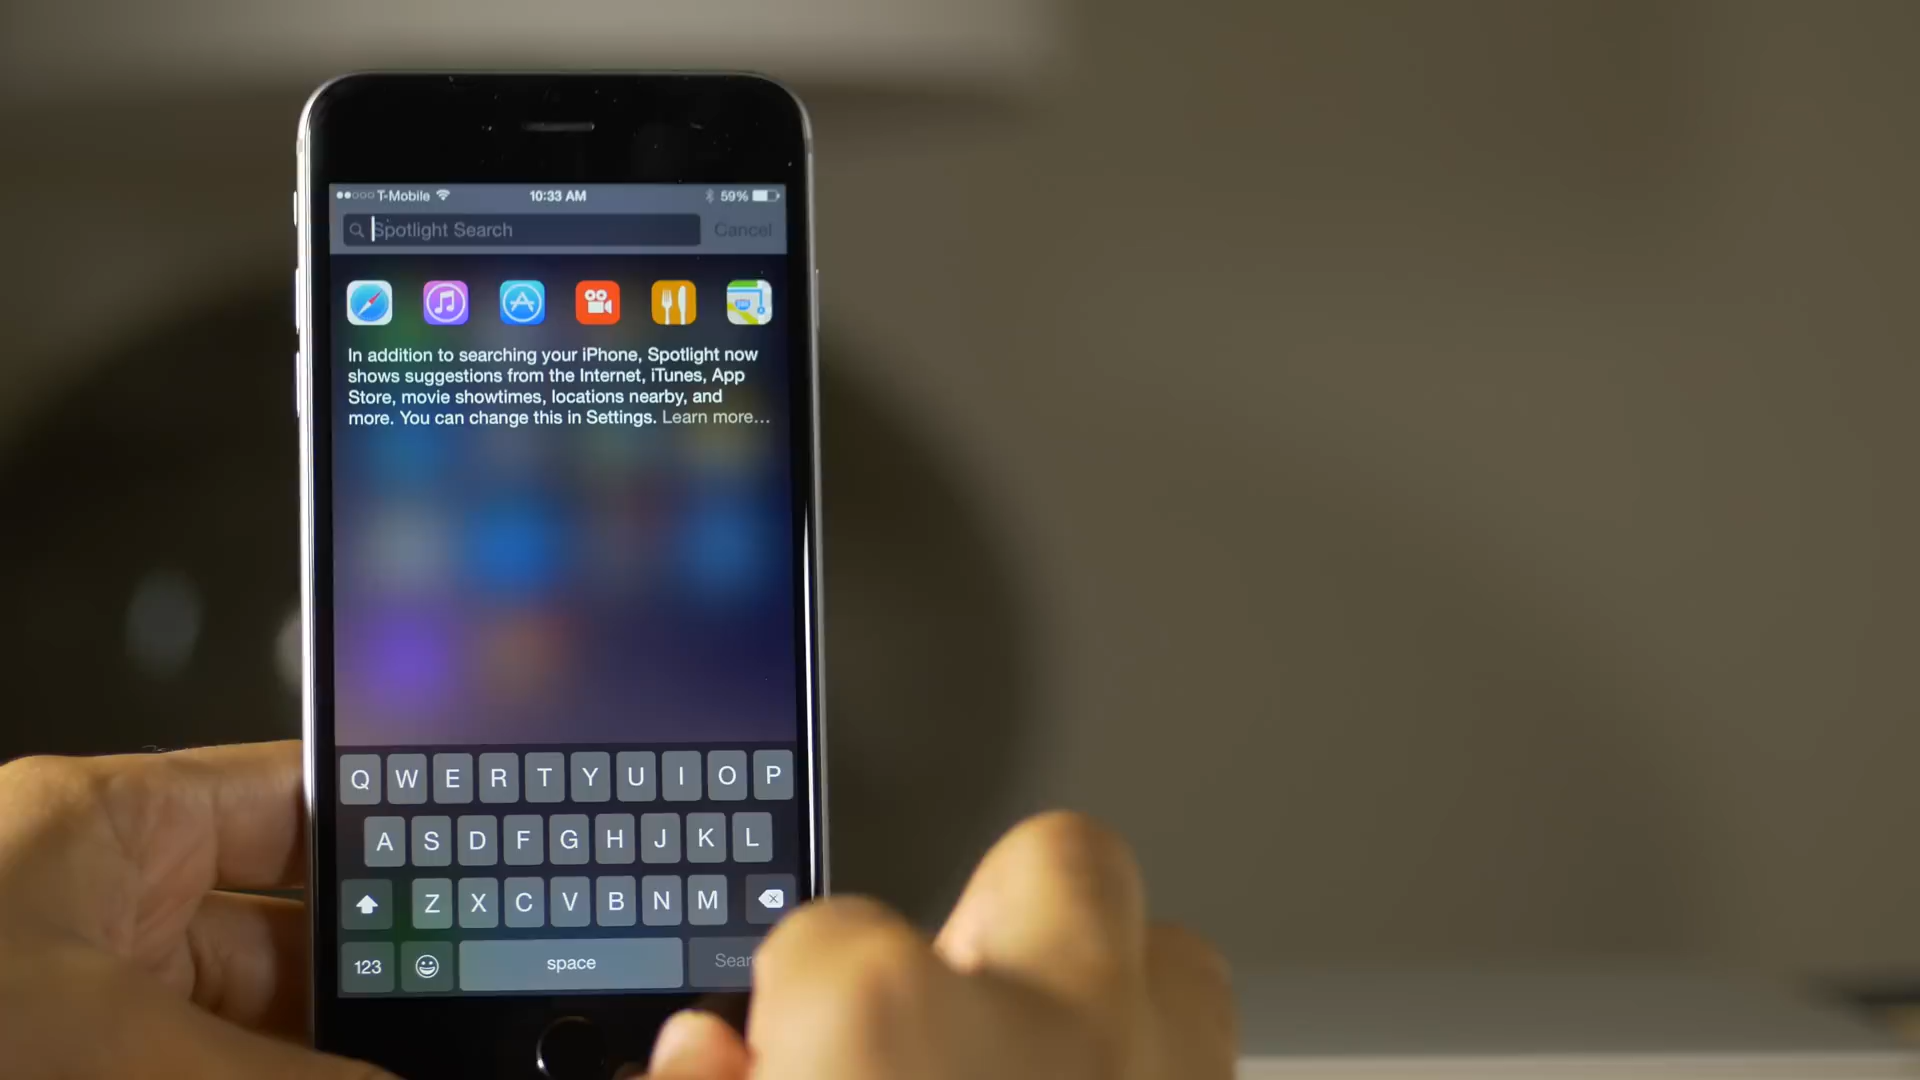 T-Mobile 10:33 AM 59%
Spotlight Search Cancel
In addition to searching your iPhone, Spotlight now
shows suggestions from the Internet, iTunes, App
Store, movie showtimes, locations nearby, and
more. You can change this in Settings. Learn more...
Q W E R T Y U I O P
A S D F G H J K L
Z X C V B N M
123 space Sear